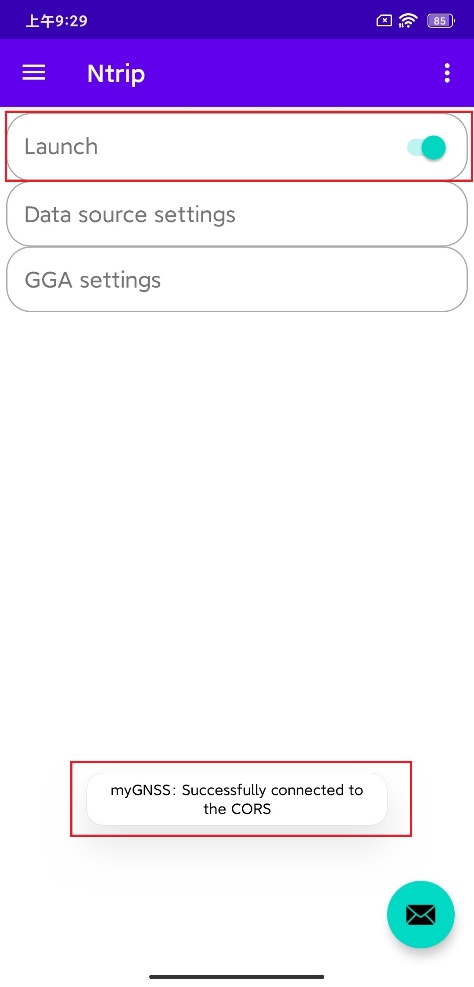 上午9:29
85
Ntrip
Launch
Data source settings
GGA settings
myGNSS: Successfully connected to
the CORS